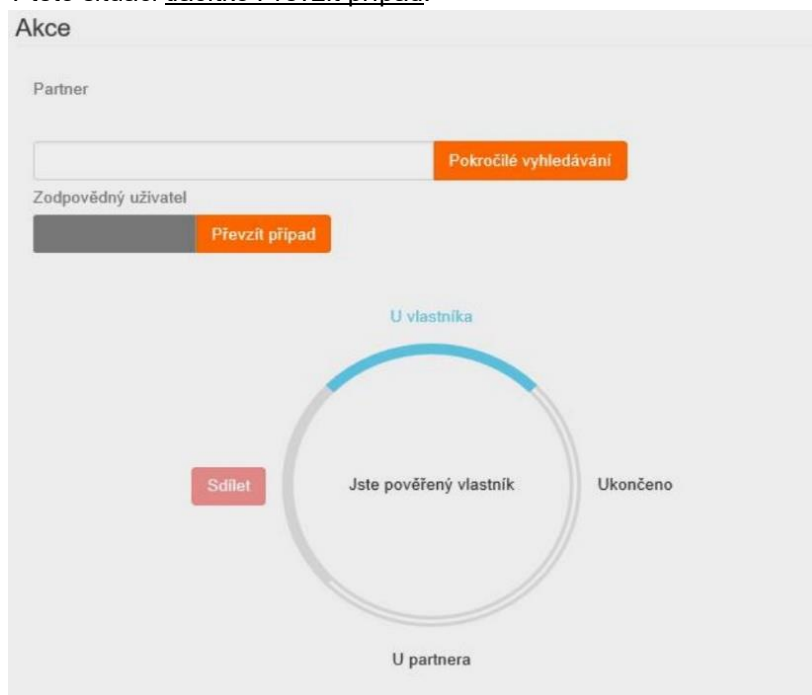 Akce
Partner
Pokročilé vyhledávání
Zodpovědný uživatel
Převzít případ
U vlastníka
Sdílet
Jste pověřený vlastník
Ukončeno
U partnera